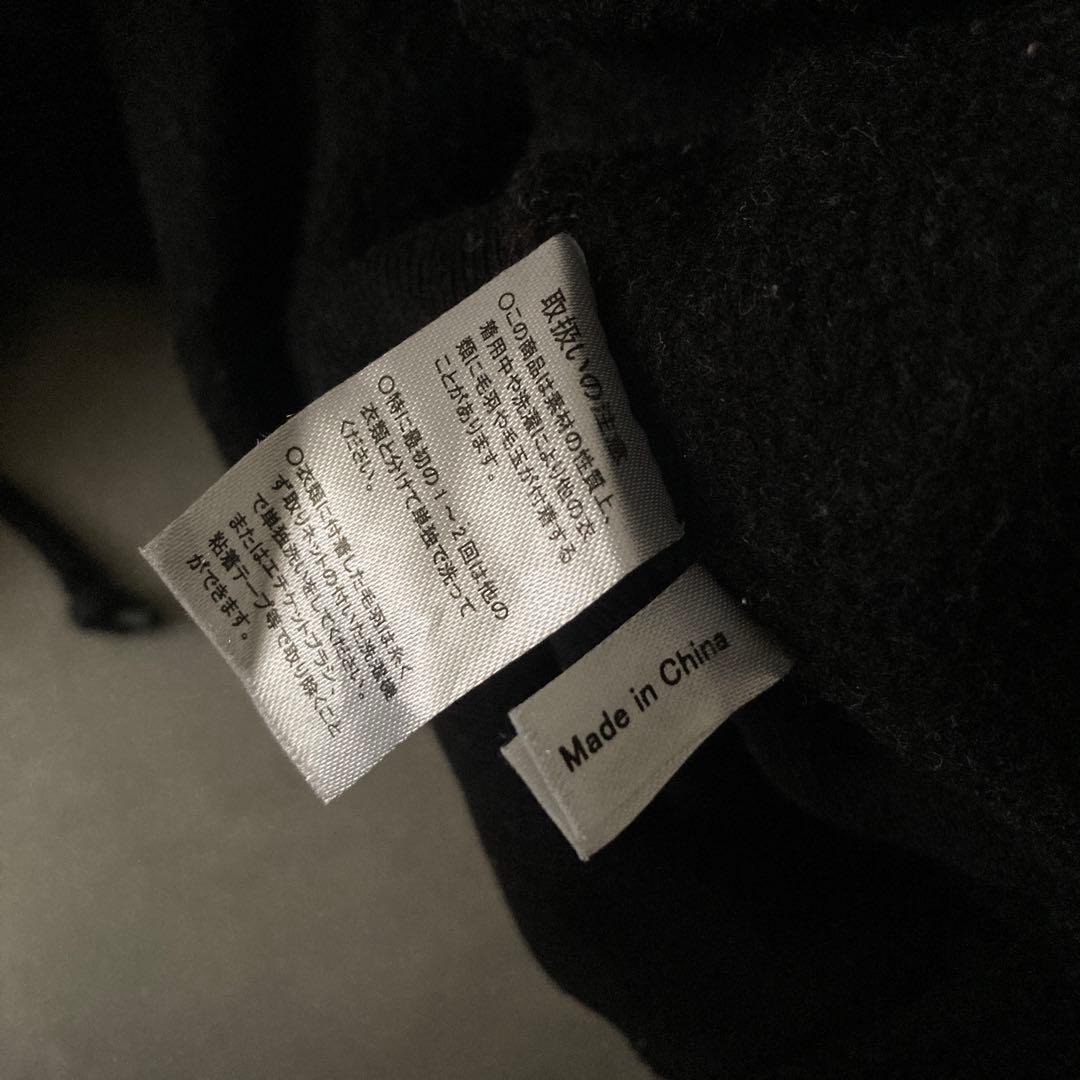 取扱いの注意
○この商品は素材の性質上、
着用中や洗濯により他の衣
類に毛羽や毛玉が付着する
ことがあります。
○特に最初の1～2回は他の
衣類と分けて単独で洗って
ください。
○衣類に付着した毛羽は糸く
ず取りネットの付いた洗濯機
で単独洗いをしてください。
またはエチケットブラシ、
粘着テープ等で取り除くこと
ができます。
Made in China